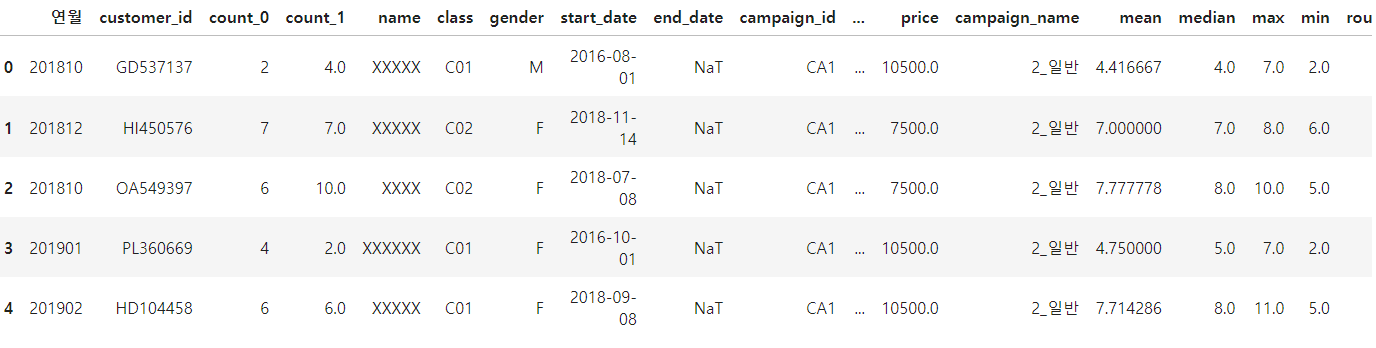 연월 customer_id count_0 count_1 name class gender start_date end_date campaign_id ... price campaign_name mean median max min rou
0 201810 GD537137 2 4.0 XXXXX C01 M 2016-08-01 NaT CA1 ... 10500.0 2_일반 4.416667 4.0 7.0 2.0
1 201812 HI450576 7 7.0 XXXXX C02 F 2018-11-14 NaT CA1 ... 7500.0 2_일반 7.000000 7.0 8.0 6.0
2 201810 OA549397 6 10.0 XXXX C02 F 2018-07-08 NaT CA1 ... 7500.0 2_일반 7.777778 8.0 10.0 5.0
3 201901 PL360669 4 2.0 XXXXXX C01 F 2016-10-01 NaT CA1 ... 10500.0 2_일반 4.750000 5.0 7.0 2.0
4 201902 HD104458 6 6.0 XXXXX C01 F 2018-09-08 NaT CA1 ... 10500.0 2_일반 7.714286 8.0 11.0 5.0